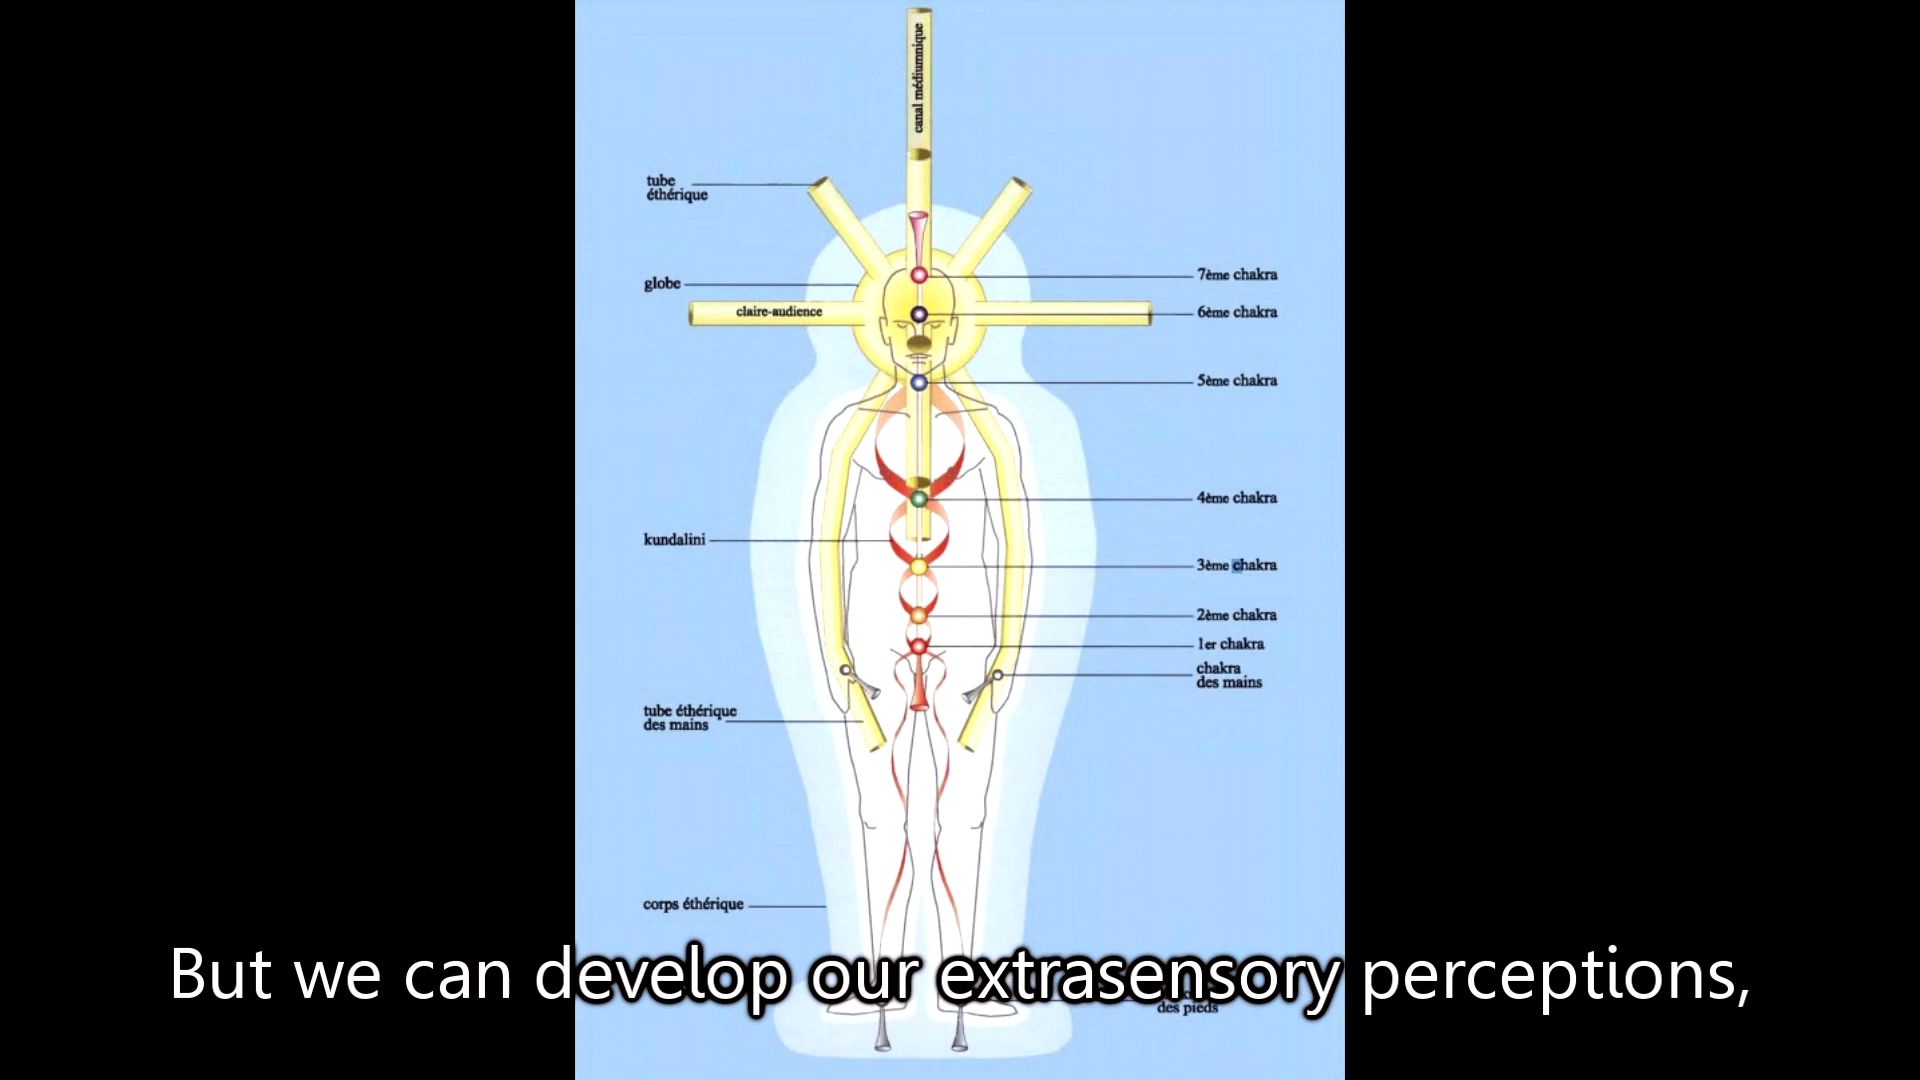 canal médiumnique
tube
éthérique
7ème chakra
globe
claire-audience
6ème chakra
5ème chakra
4ème chakra
kundalini
3ème chakra
2ème chakra
1er chakra
chakra
des mains
tube éthérique
des mains
corps éthérique
But we can develop our extrasensory perceptions,
des pieds